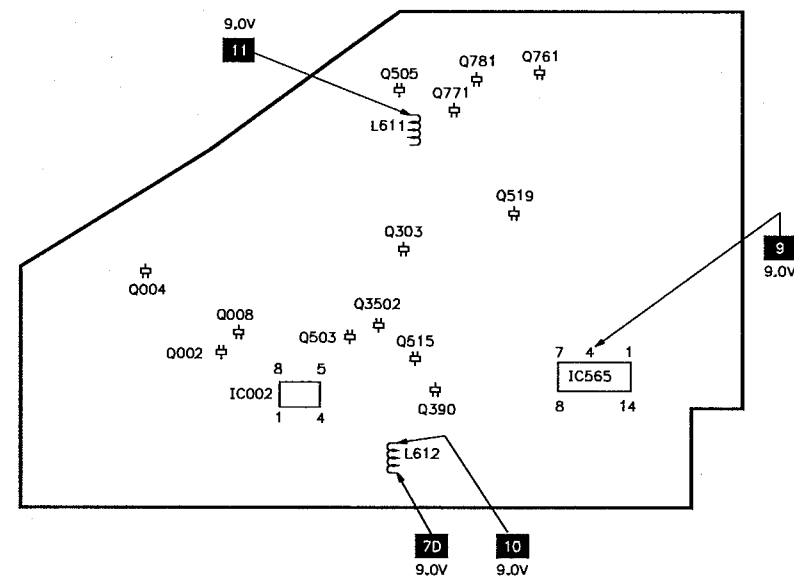 9.0V
11
Q505
Q781
Q761
Q771
L611
Q519
Q303
9
9.0V
Q004
Q008
Q3502
Q002
Q503
Q515
7 4 1
IC565
8 14
8 5
IC002
1 4
Q390
L612
7D
10
9.0V
9.0V